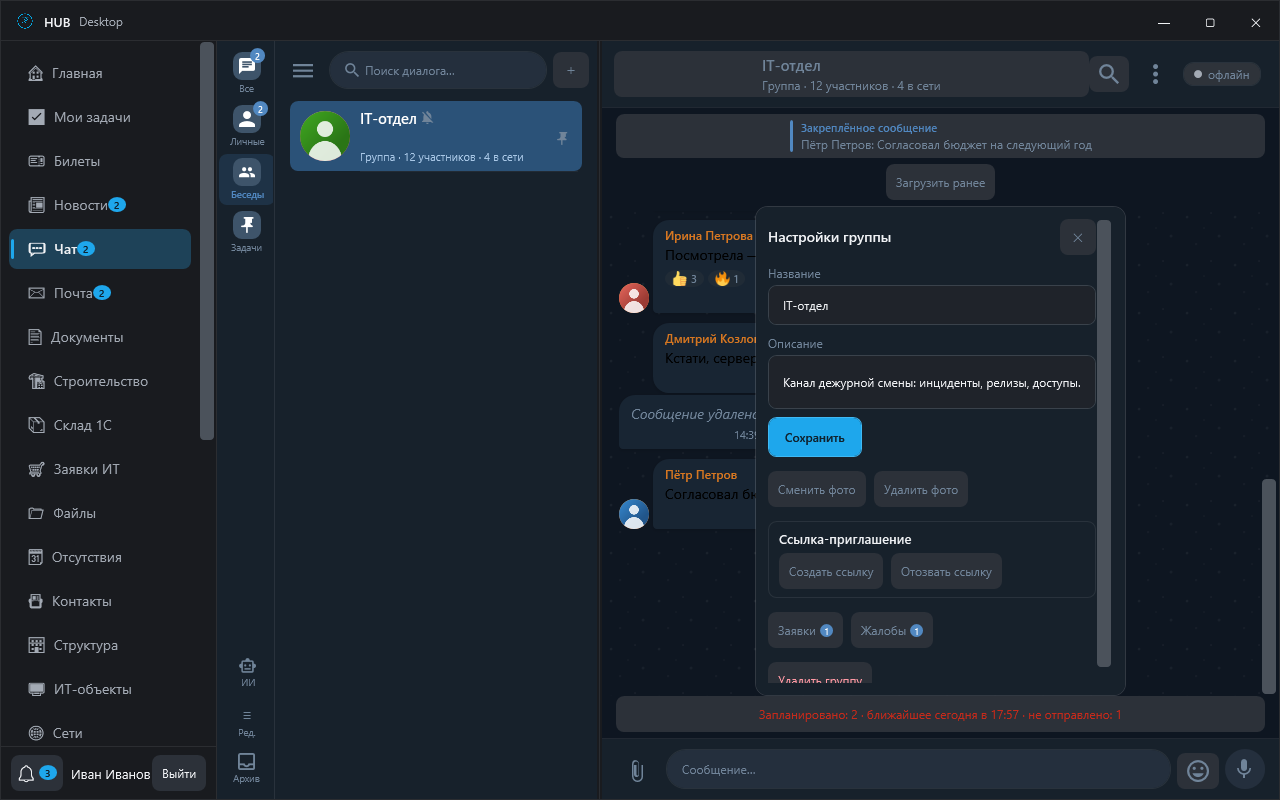 HUB Desktop
Главная
Мои задачи
Билеты
Новости 2
Чат 2
Почта 2
Документы
Строительство
Склад 1С
Заявки ИТ
Файлы
31 Отсутствия
Контакты
Структура
ИТ-объекты
Сети
3 Иван Иванов Выйти
2
Все
2
Личные
Беседы
Задачи
ИИ
Ред.
Архив
Поиск диалога... +
IT-отдел
Группа · 12 участников · 4 в сети
IT-отдел
Группа · 12 участников · 4 в сети
офлайн
Закреплённое сообщение
Пётр Петров: Согласовал бюджет на следующий год
Загрузить ранее
Ирина Петрова
Посмотрела —
3 1
Дмитрий Козло
Кстати, сервер
Сообщение удален
14:39
Пётр Петров
Согласовал б
Настройки группы
Название
IT-отдел
Описание
Канал дежурной смены: инциденты, релизы, доступы.
Сохранить
Сменить фото Удалить фото
Ссылка-приглашение
Создать ссылку Отозвать ссылку
Заявки 1 Жалобы 1
Удалить группу
Запланировано: 2 · ближайшее сегодня в 17:57 · не отправлено: 1
Сообщение...